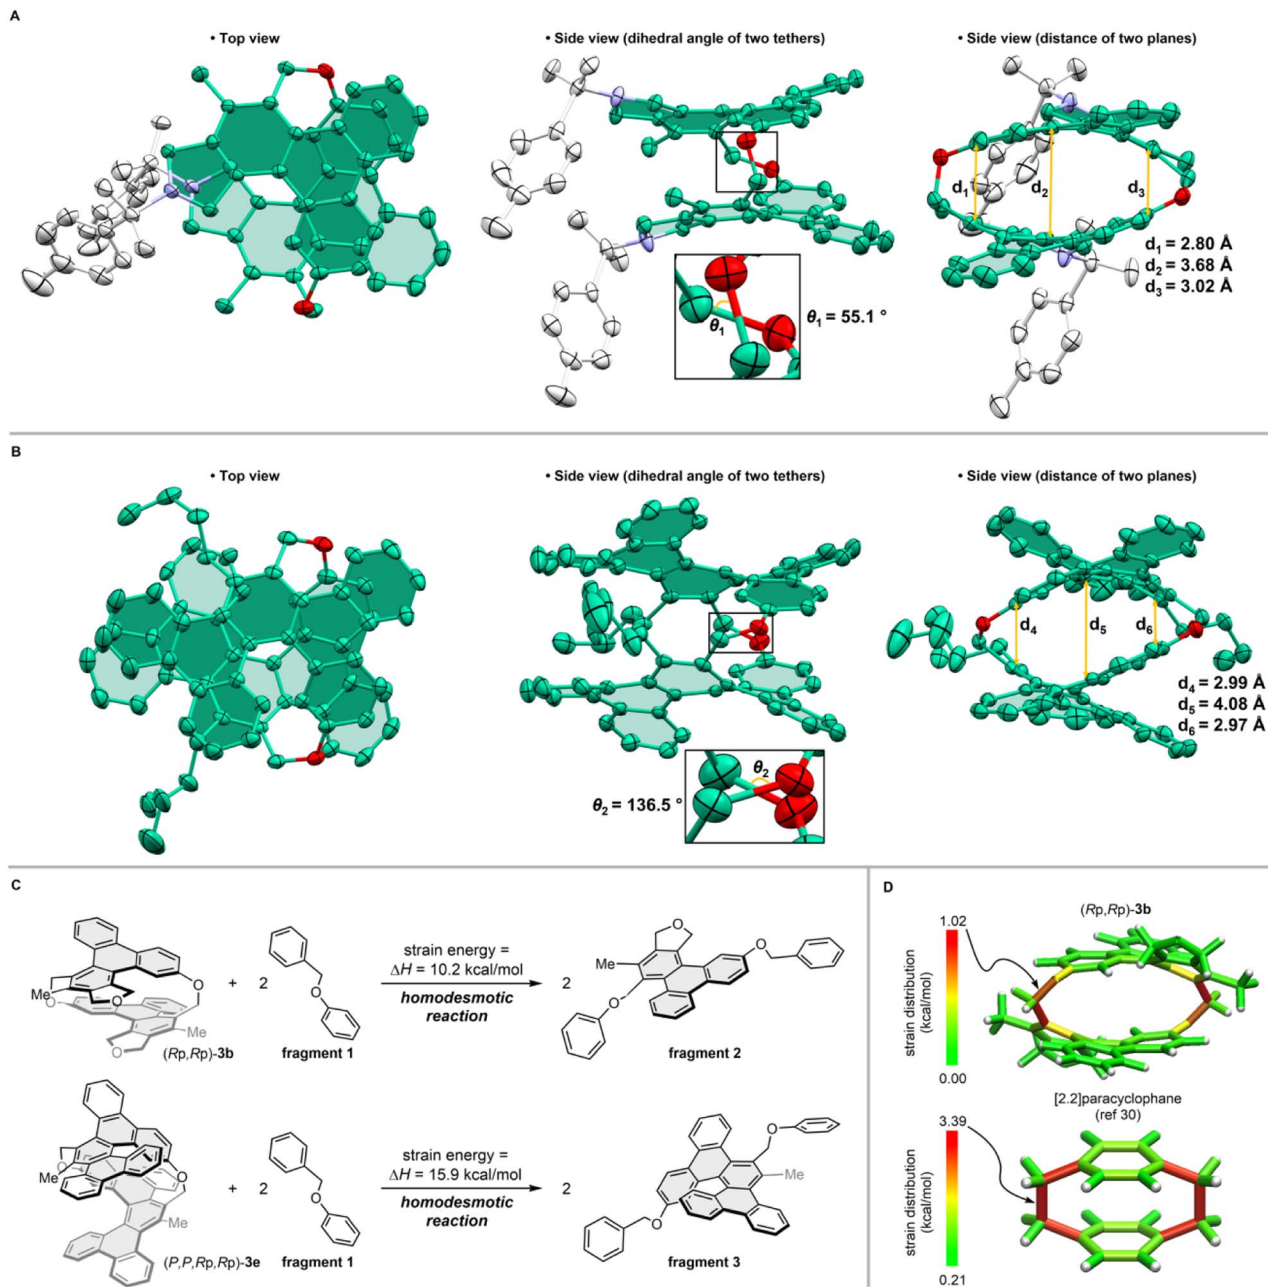 A
• Top view
• Side view (dihedral angle of two tethers)
• Side view (distance of two planes)
d1
d2
d3
d1 = 2.80 Å
d2 = 3.68 Å
d3 = 3.02 Å
θ1
θ1 = 55.1 °
B
• Top view
• Side view (dihedral angle of two tethers)
• Side view (distance of two planes)
d4
d5
d6
d4 = 2.99 Å
d5 = 4.08 Å
d6 = 2.97 Å
θ2
θ2 = 136.5 °
C
Me
O
O
O
Me
O
(Rp,Rp)-3b
+
2
O
fragment 1
strain energy =
ΔH = 10.2 kcal/mol
homodesmotic
reaction
2
O
Me
O
O
fragment 2
Me
O
O
Me
(P,P,Rp,Rp)-3e
+
2
O
fragment 1
strain energy =
ΔH = 15.9 kcal/mol
homodesmotic
reaction
2
O
Me
O
fragment 3
D
1.02
strain distribution
(kcal/mol)
0.00
(Rp,Rp)-3b
[2.2]paracyclophane
(ref 30)
3.39
strain distribution
(kcal/mol)
0.21